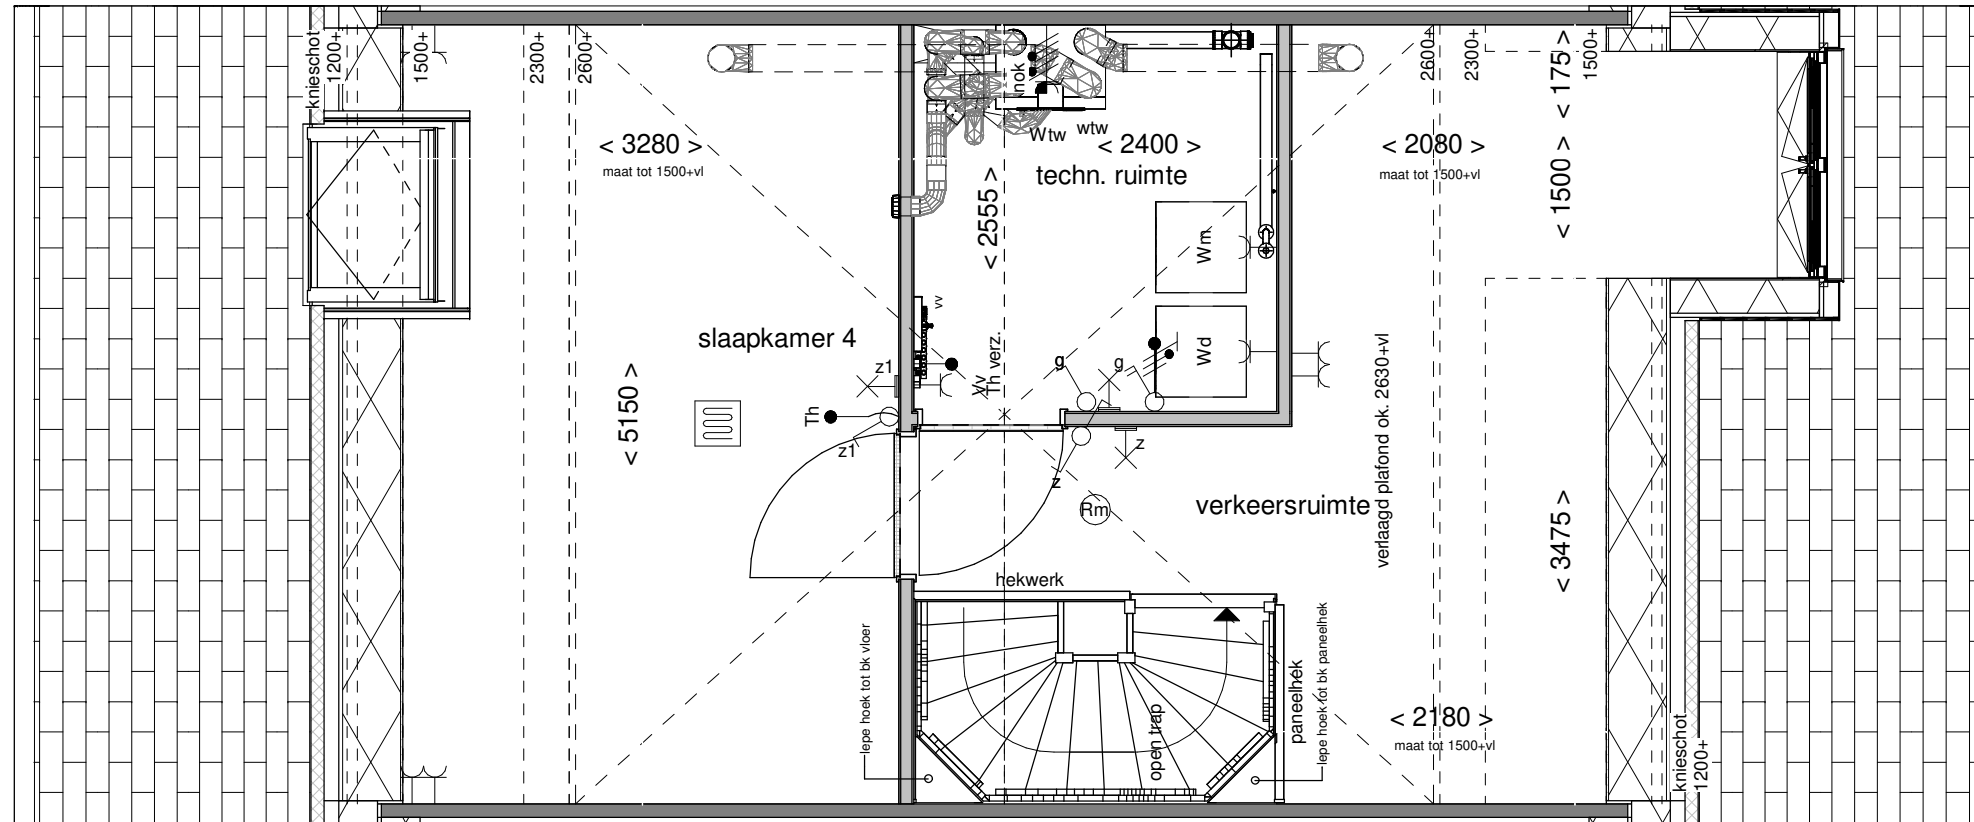 knieschot
1200+
1500+
2300+
2600+
nok
2600+
2300+
< 175 >
1500+
< 3280 >
maat tot 1500+vl
Wtw
wtw
< 2400 >
techn. ruimte
< 2080 >
maat tot 1500+vl
< 1500 >
< 2555 >
Wm
vv
slaapkamer 4
z1
Vv
Th verz.
g
g
Wd
verlaagd plafond ok. 2630+vl
< 5150 >
Th
z1
z
z
Rm
verkeersruimte
< 3475 >
hekwerk
lepe hoek tot bk vloer
open trap
paneelhek
lepe hoek tot bk paneelhek
< 2180 >
maat tot 1500+vl
knieschot
1200+